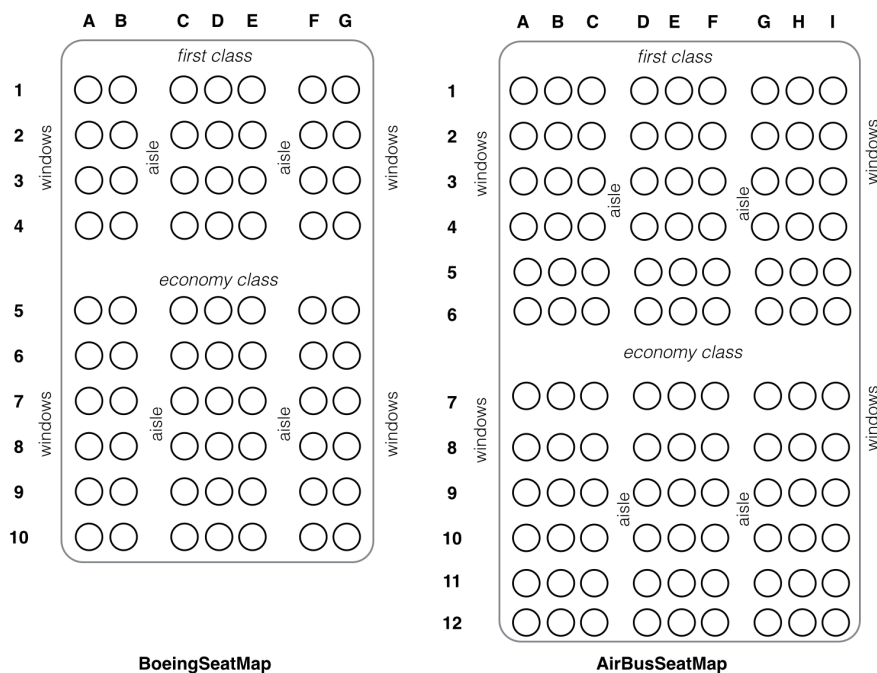 A B C D E F G
first class
1
2
3
4
windows
aisle
aisle
windows
economy class
5
6
7
8
9
10
windows
aisle
aisle
windows
BoeingSeatMap
A B C D E F G H I
first class
1
2
3
4
5
6
windows
aisle
aisle
windows
economy class
7
8
9
10
11
12
windows
aisle
aisle
windows
AirBusSeatMap